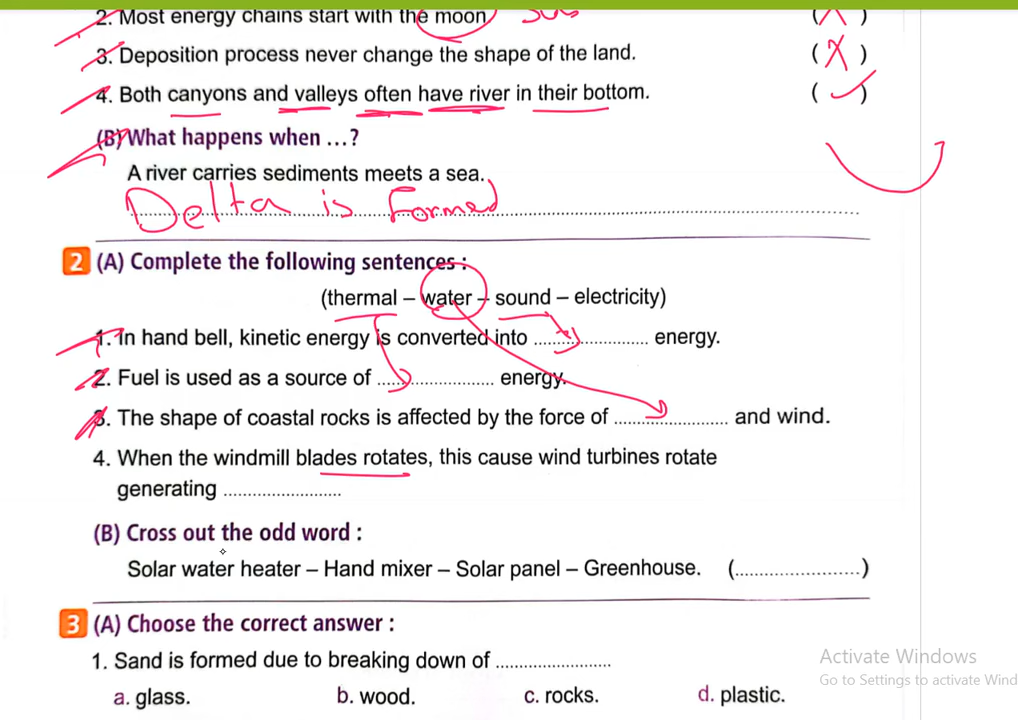 2. Most energy chains start with the moon Sun (X)
3. Deposition process never change the shape of the land. (X)
4. Both canyons and valleys often have river in their bottom. (✓)
(B) What happens when ...?
A river carries sediments meets a sea.
Delta is Formed
2 (A) Complete the following sentences :
(thermal – water – sound – electricity)
1. In hand bell, kinetic energy is converted into ........................ energy.
2. Fuel is used as a source of ........................ energy.
3. The shape of coastal rocks is affected by the force of ........................ and wind.
4. When the windmill blades rotates, this cause wind turbines rotate
generating ........................
(B) Cross out the odd word :
Solar water heater – Hand mixer – Solar panel – Greenhouse. (........................)
3 (A) Choose the correct answer :
1. Sand is formed due to breaking down of ........................
a. glass. b. wood. c. rocks. d. plastic.
Activate Windows
Go to Settings to activate Wind